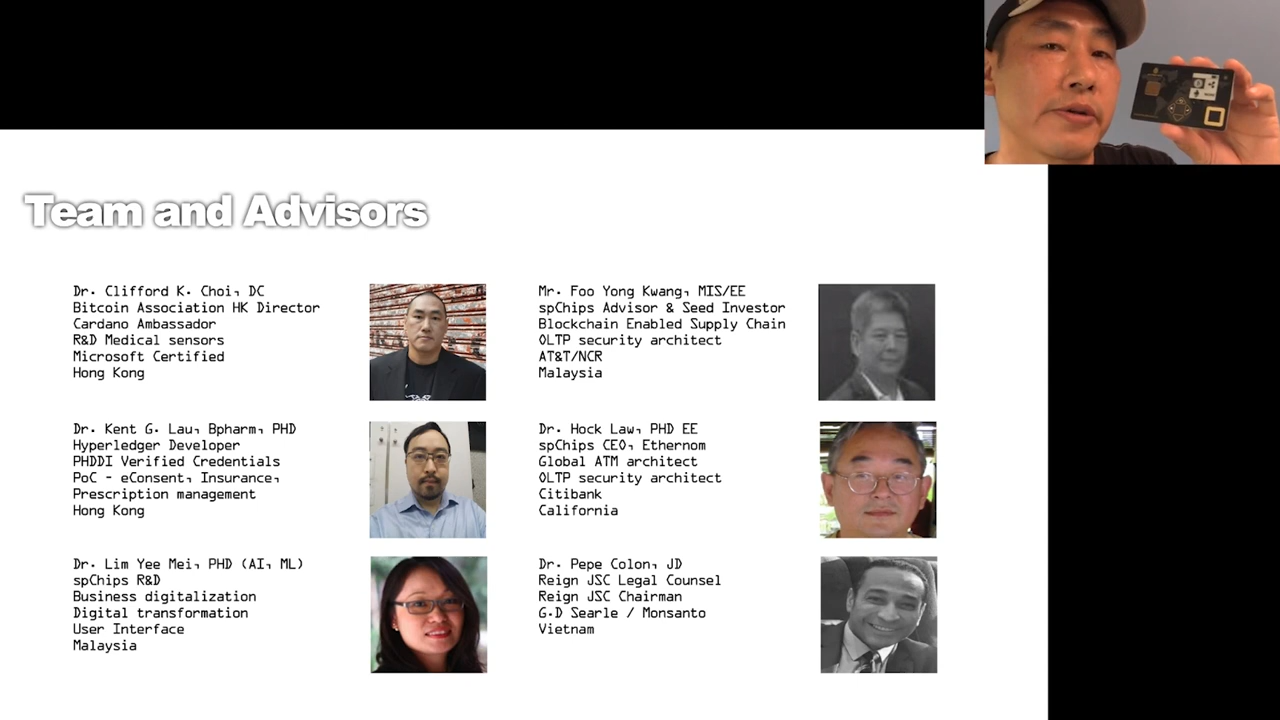 Team and Advisors
Dr. Clifford K. Choi, DC
Bitcoin Association HK Director
Cardano Ambassador
R&D Medical sensors
Microsoft Certified
Hong Kong
Mr. Foo Yong Kwang, MIS/EE
spChips Advisor & Seed Investor
Blockchain Enabled Supply Chain
OLTP security architect
AT&T/NCR
Malaysia
Dr. Kent G. Lau, Bpharm, PHD
Hyperledger Developer
PHDDI Verified Credentials
PoC - eConsent, Insurance,
Prescription management
Hong Kong
Dr. Hock Law, PHD EE
spChips CEO, Ethernom
Global ATM architect
OLTP security architect
Citibank
California
Dr. Lim Yee Mei, PHD (AI, ML)
spChips R&D
Business digitalization
Digital transformation
User Interface
Malaysia
Dr. Pepe Colon, JD
Reign JSC Legal Counsel
Reign JSC Chairman
G.D Searle / Monsanto
Vietnam